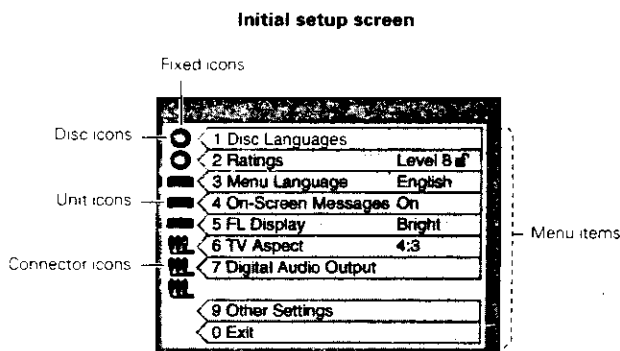 Initial setup screen
Fixed icons
Disc icons
1 Disc Languages
2 Ratings Level 8
3 Menu Language English
Unit icons
4 On-Screen Messages On
5 FL Display Bright
Menu items
6 TV Aspect 4:3
Connector icons
7 Digital Audio Output
9 Other Settings
0 Exit